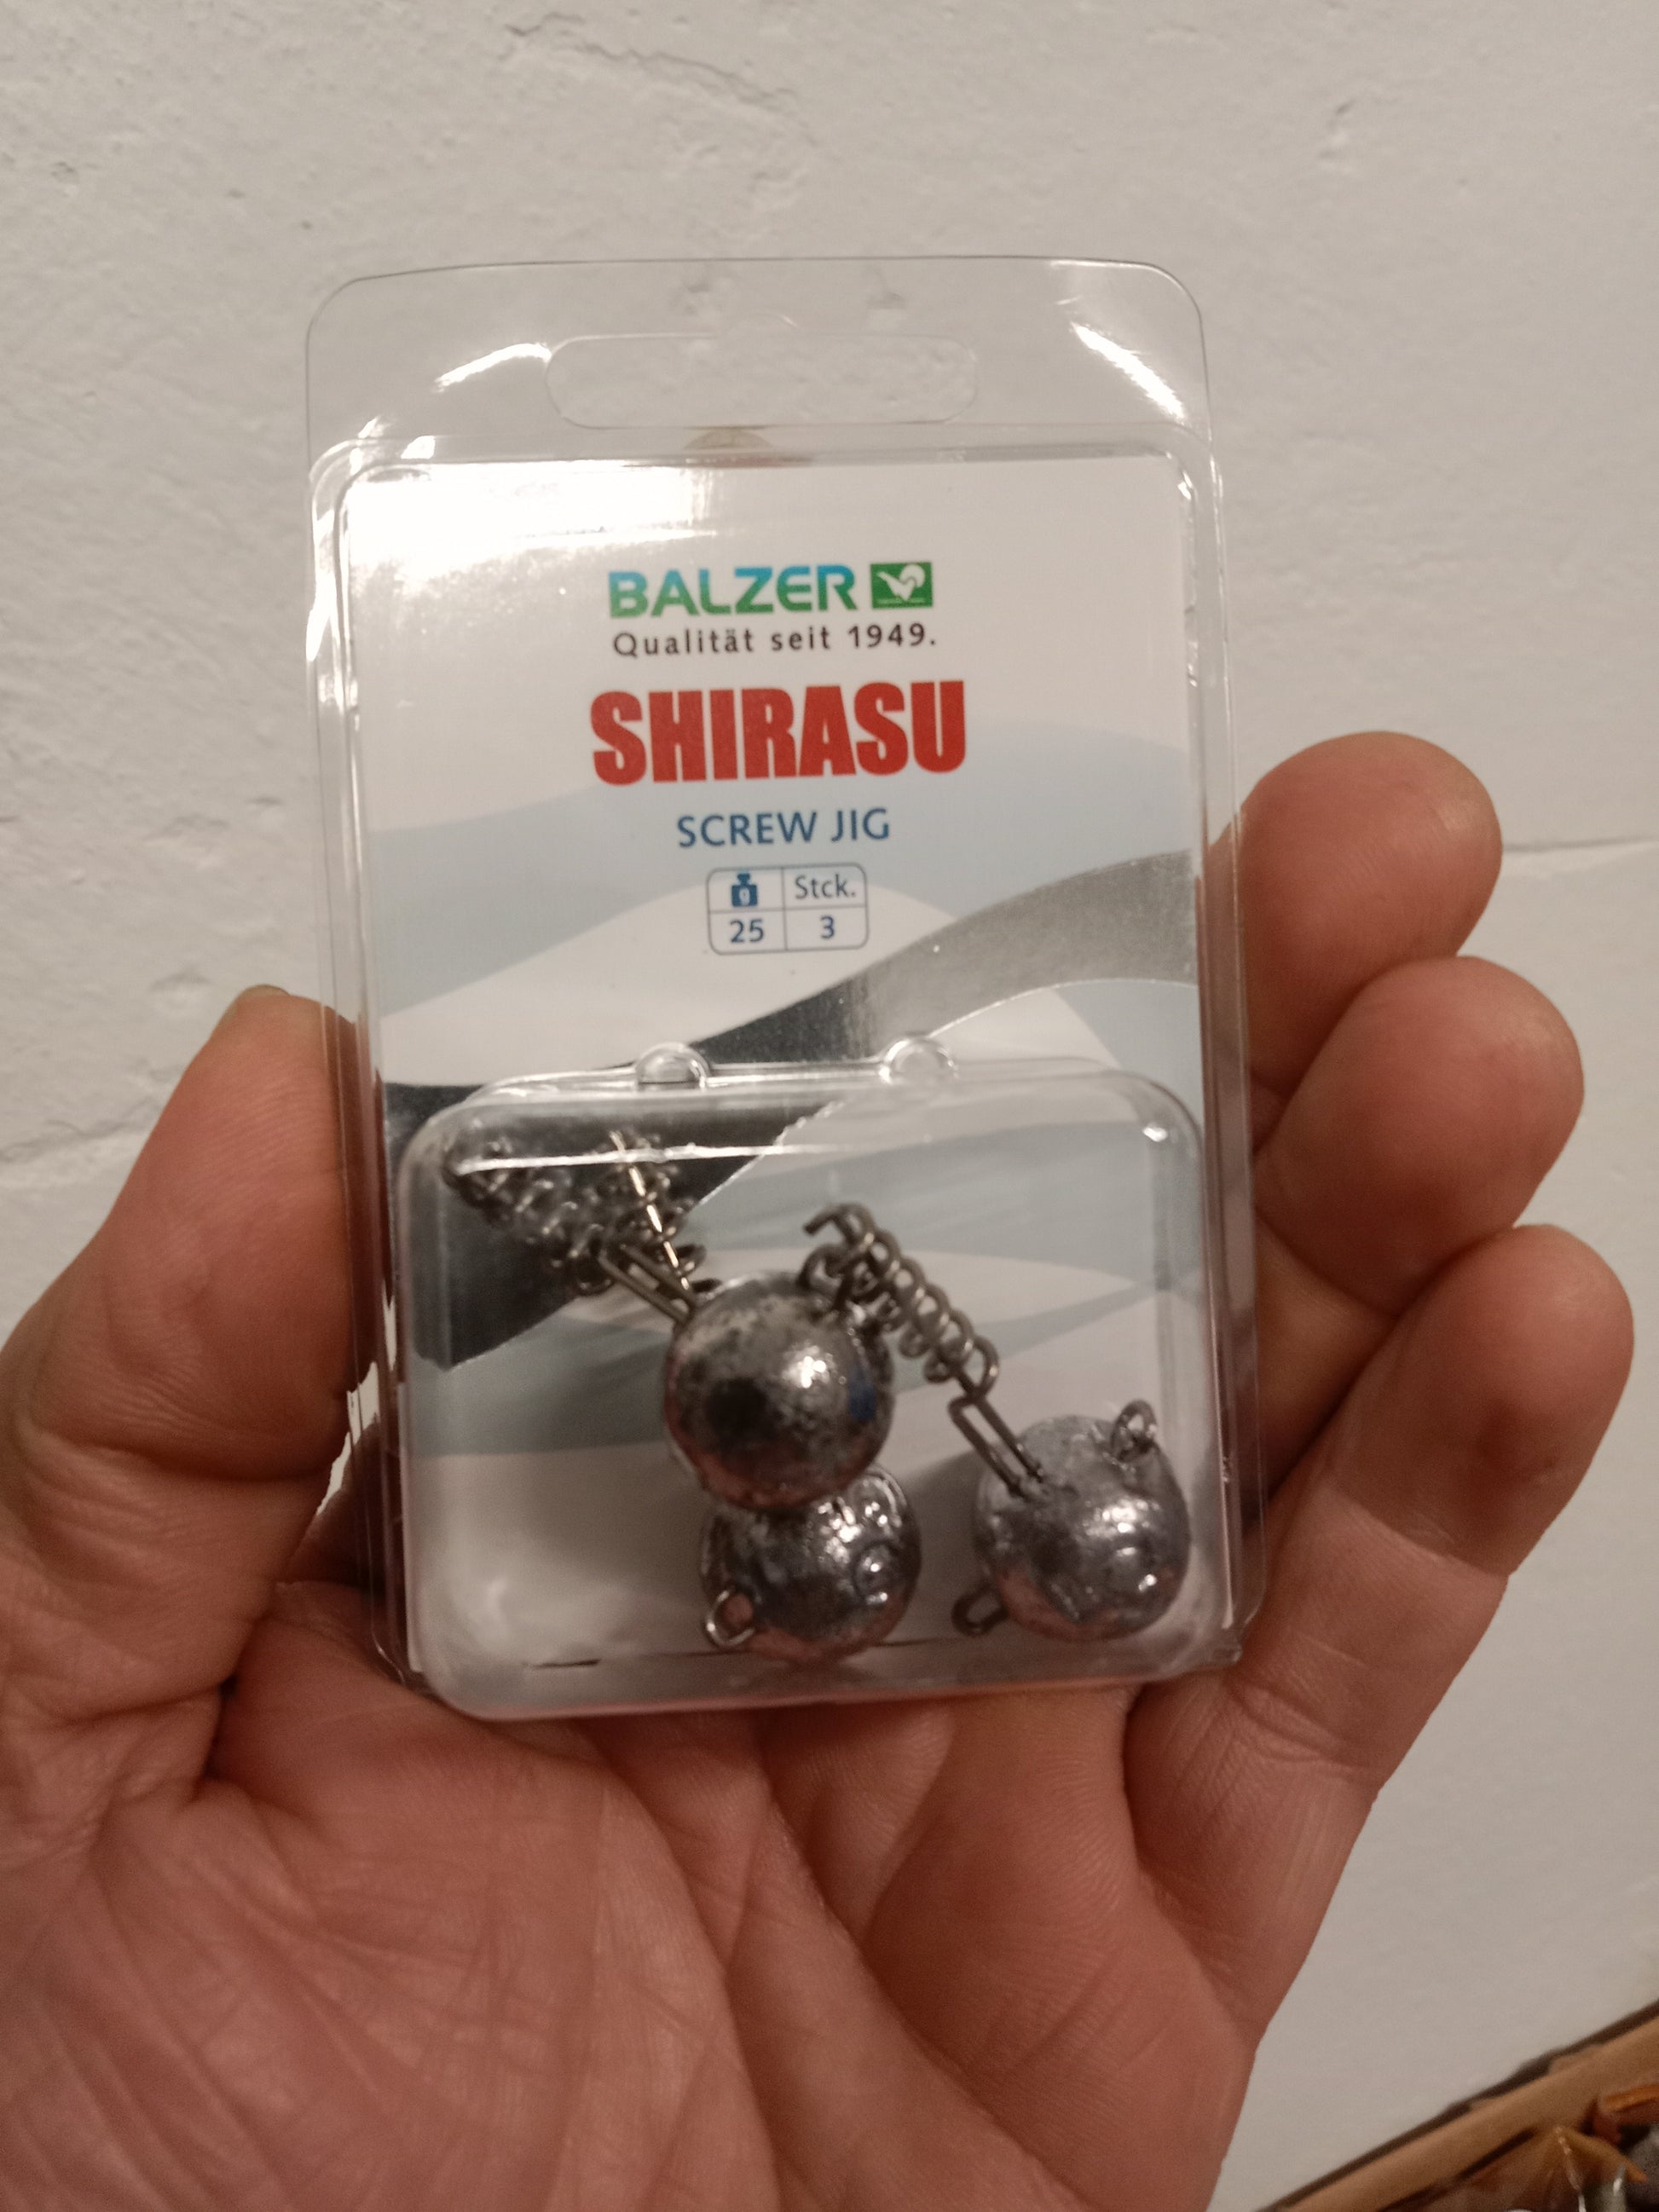 BALZER
Qualität seit 1949.
SHIRASU
SCREW JIG
g Stck.
25 3